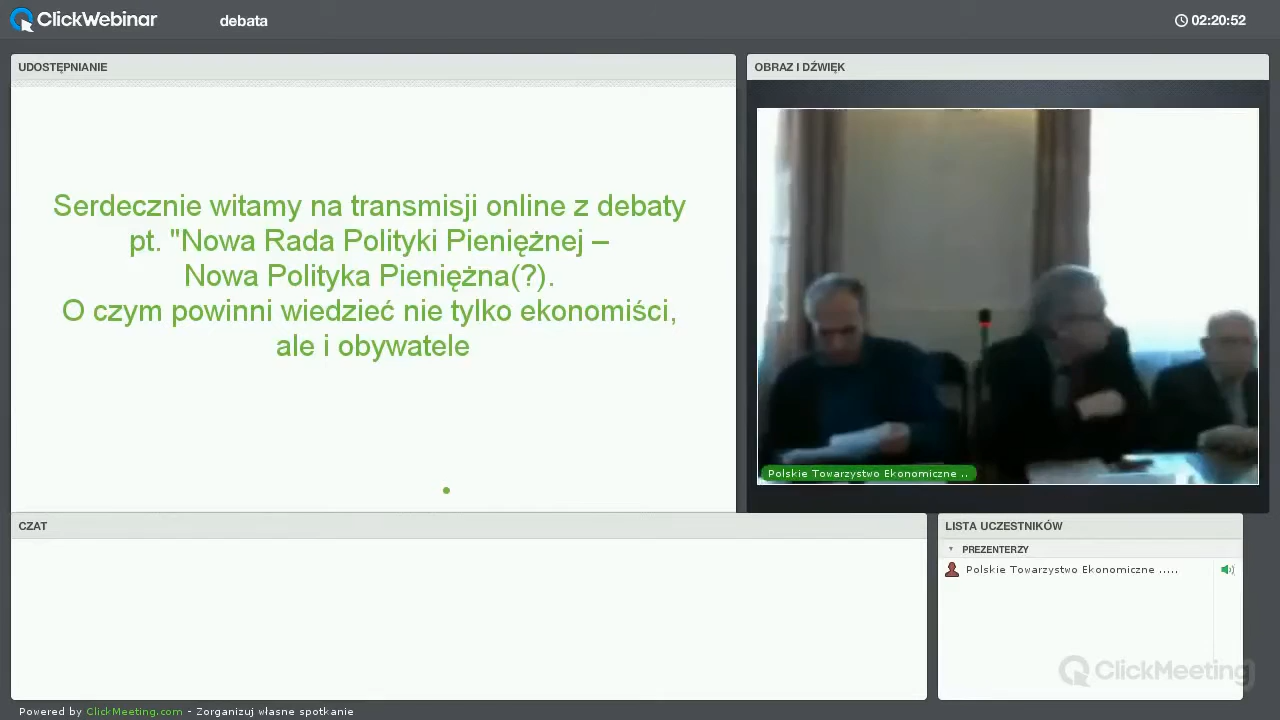 ClickWebinar
debata
02:20:52
UDOSTĘPNIANIE
OBRAZ I DŹWIĘK
Serdecznie witamy na transmisji online z debaty
pt. "Nowa Rada Polityki Pieniężnej –
Nowa Polityka Pieniężna(?).
O czym powinni wiedzieć nie tylko ekonomiści,
ale i obywatele
Polskie Towarzystwo Ekonomiczne ..
CZAT
LISTA UCZESTNIKÓW
PREZENTERZY
Polskie Towarzystwo Ekonomiczne .....
ClickMeeting
Powered by ClickMeeting.com - Zorganizuj własne spotkanie